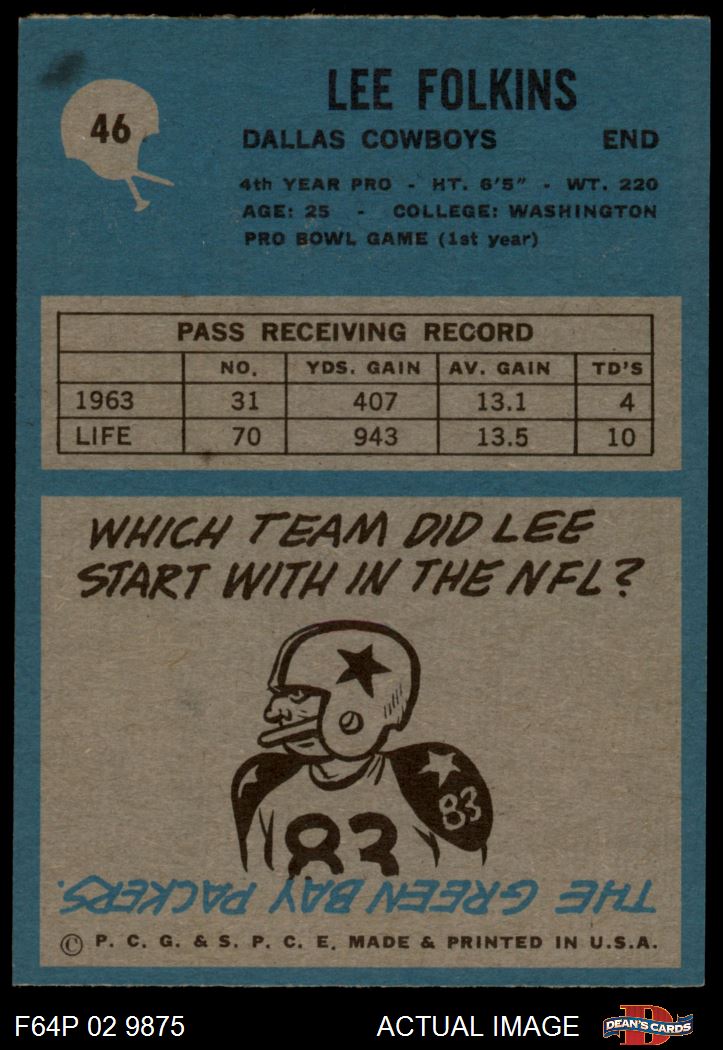 46
LEE FOLKINS
DALLAS COWBOYS END
4th YEAR PRO - HT. 6'5" - WT. 220
AGE: 25 - COLLEGE: WASHINGTON
PRO BOWL GAME (1st year)
PASS RECEIVING RECORD
NO. YDS. GAIN AV. GAIN TD'S
1963 31 407 13.1 4
LIFE 70 943 13.5 10
WHICH TEAM DID LEE
START WITH IN THE NFL?
83
83
THE GREEN BAY PACKERS.
© P. C. G. & S. P. C. E. MADE & PRINTED IN U.S.A.
F64P 02 9875 ACTUAL IMAGE
D
DEAN'S CARDS